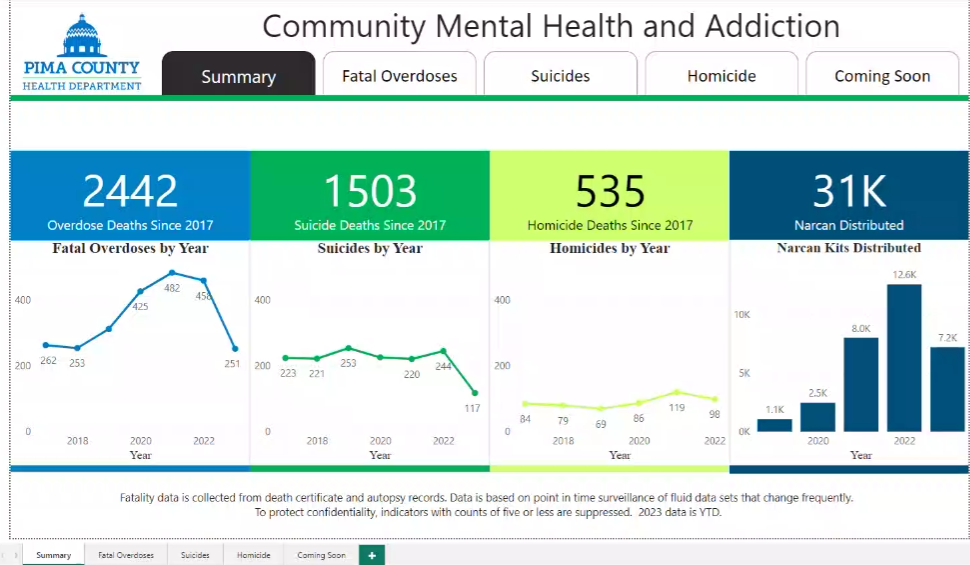 Community Mental Health and Addiction
PIMA COUNTY
HEALTH DEPARTMENT
Summary
Fatal Overdoses
Suicides
Homicide
Coming Soon
2442
Overdose Deaths Since 2017
1503
Suicide Deaths Since 2017
535
Homicide Deaths Since 2017
31K
Narcan Distributed
Fatal Overdoses by Year
400
200
0
262
253
425
482
458
251
2018
2020
2022
Year
Suicides by Year
400
200
0
223
221
253
220
244
117
2018
2020
2022
Year
Homicides by Year
400
200
0
84
79
69
86
119
98
2018
2020
2022
Year
Narcan Kits Distributed
10K
5K
0K
1.1K
2.5K
8.0K
12.6K
7.2K
2020
2022
Year
Fatality data is collected from death certificate and autopsy records. Data is based on point in time surveillance of fluid data sets that change frequently.
To protect confidentiality, indicators with counts of five or less are suppressed. 2023 data is YTD.
Summary
Fatal Overdoses
Suicides
Homicide
Coming Soon
+